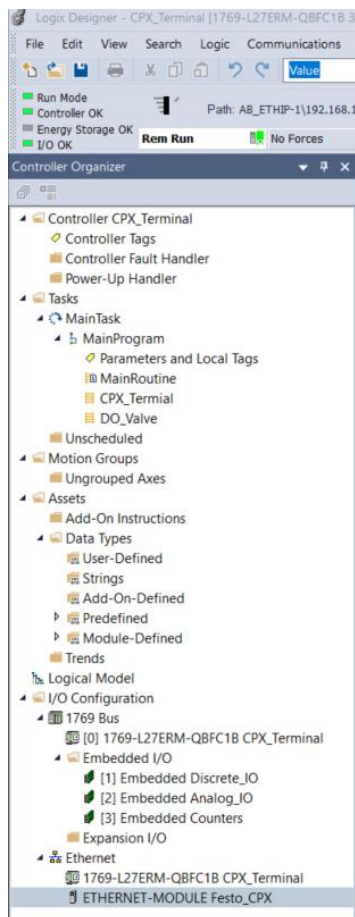 Logix Designer - CPX_Terminal [1769-L27ERM-QBFC1B 3
File Edit View Search Logic Communications
Value
Run Mode
Controller OK
Energy Storage OK
I/O OK
Path: AB_ETHIP-1\192.168.1
Rem Run No Forces
Controller Organizer
Controller CPX_Terminal
Controller Tags
Controller Fault Handler
Power-Up Handler
Tasks
MainTask
MainProgram
Parameters and Local Tags
MainRoutine
CPX_Termial
DO_Valve
Unscheduled
Motion Groups
Ungrouped Axes
Assets
Add-On Instructions
Data Types
User-Defined
Strings
Add-On-Defined
Predefined
Module-Defined
Trends
Logical Model
I/O Configuration
1769 Bus
[0] 1769-L27ERM-QBFC1B CPX_Terminal
Embedded I/O
[1] Embedded Discrete_IO
[2] Embedded Analog_IO
[3] Embedded Counters
Expansion I/O
Ethernet
1769-L27ERM-QBFC1B CPX_Terminal
ETHERNET-MODULE Festo_CPX